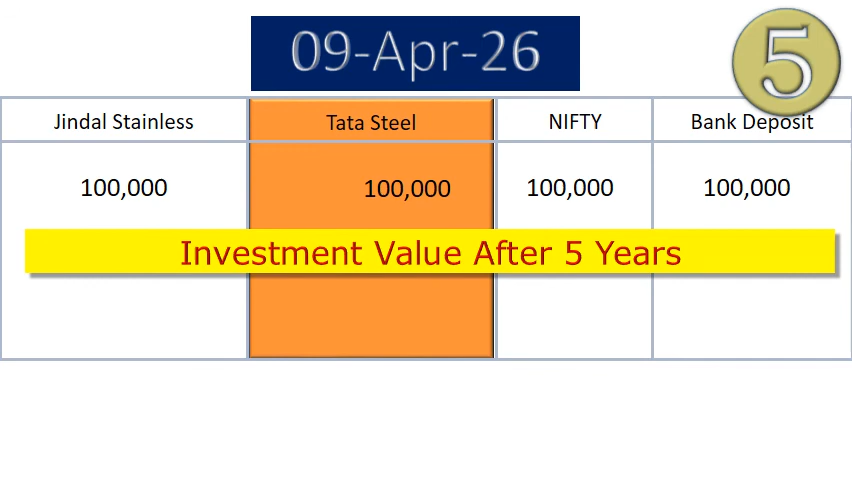 09-Apr-26
5
Jindal Stainless Tata Steel NIFTY Bank Deposit
100,000 100,000 100,000 100,000
Investment Value After 5 Years